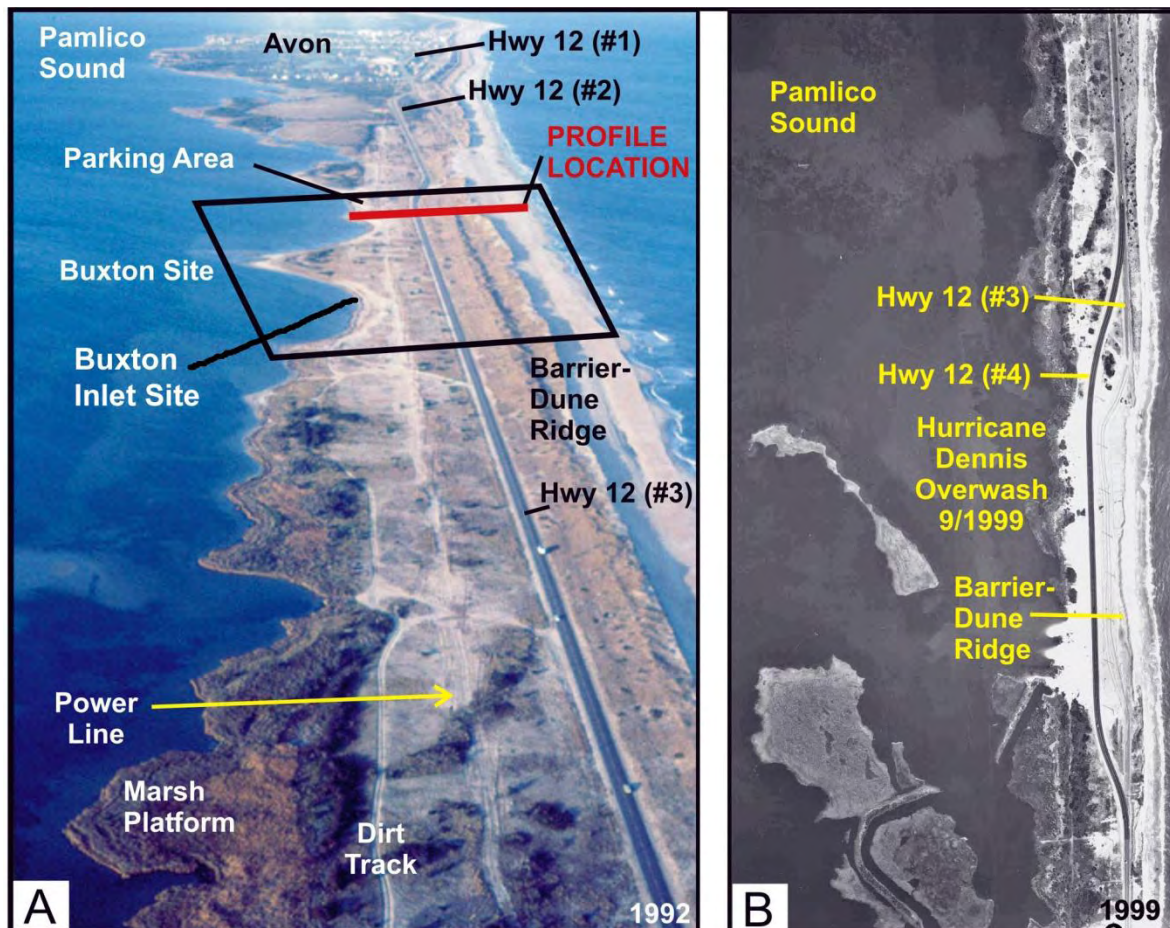 Pamlico
Sound
Avon
Hwy 12 (#1)
Hwy 12 (#2)
Parking Area
PROFILE
LOCATION
Buxton Site
Buxton
Inlet Site
Barrier-
Dune
Ridge
Hwy 12 (#3)
Power
Line
Marsh
Platform
Dirt
Track
A
1992
Pamlico
Sound
Hwy 12 (#3)
Hwy 12 (#4)
Hurricane
Dennis
Overwash
9/1999
Barrier-
Dune
Ridge
B
1999